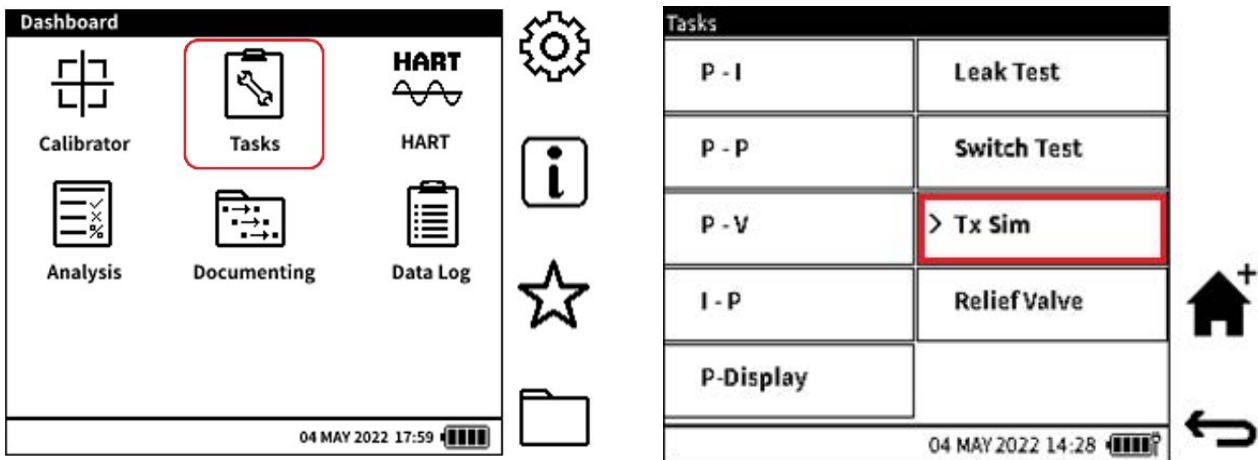 Dashboard
HART
Calibrator Tasks HART
Analysis Documenting Data Log
04 MAY 2022 17:59
Tasks
P - I Leak Test
P - P Switch Test
P - V > Tx Sim
I - P Relief Valve
P-Display
04 MAY 2022 14:28